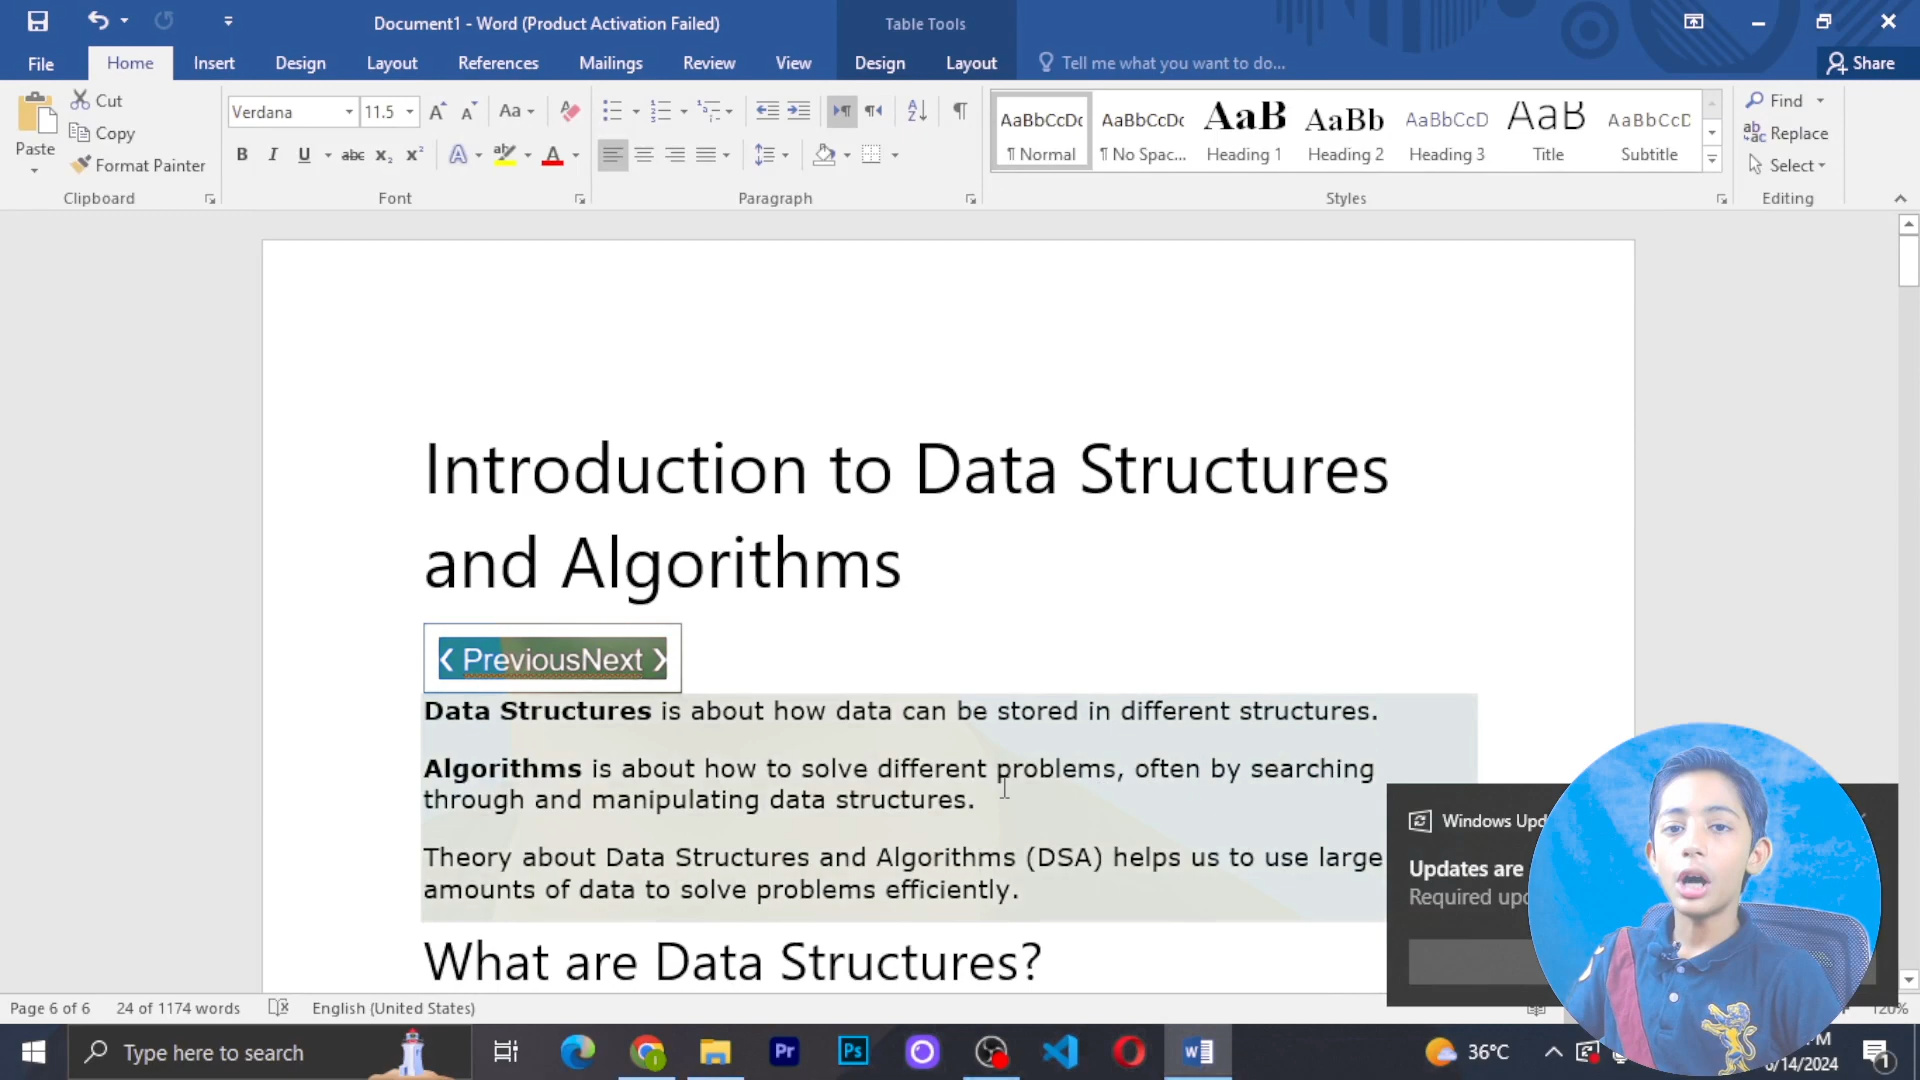 Document1 - Word (Product Activation Failed)
Table Tools
File
Home
Insert
Design
Layout
References
Mailings
Review
View
Design
Layout
Tell me what you want to do...
Share
Paste
Cut
Copy
Format Painter
Clipboard
Verdana
11.5
Aa
B I U abc x₂ x²
A
A
Font
Paragraph
AaBbCcDc
¶ Normal
AaBbCcDc
¶ No Spac...
AaB
Heading 1
AaBb
Heading 2
AaBbCcD
Heading 3
AaB
Title
AaBbCcD
Subtitle
Styles
Find
Replace
Select
Editing
Introduction to Data Structures
and Algorithms
❮ PreviousNext ❯
Data Structures is about how data can be stored in different structures.
Algorithms is about how to solve different problems, often by searching
through and manipulating data structures.
Theory about Data Structures and Algorithms (DSA) helps us to use large
amounts of data to solve problems efficiently.
What are Data Structures?
Windows
Updates are
Required
Page 6 of 6
24 of 1174 words
English (United States)
120%
Type here to search
Pr
Ps
36°C
/14/2024
1